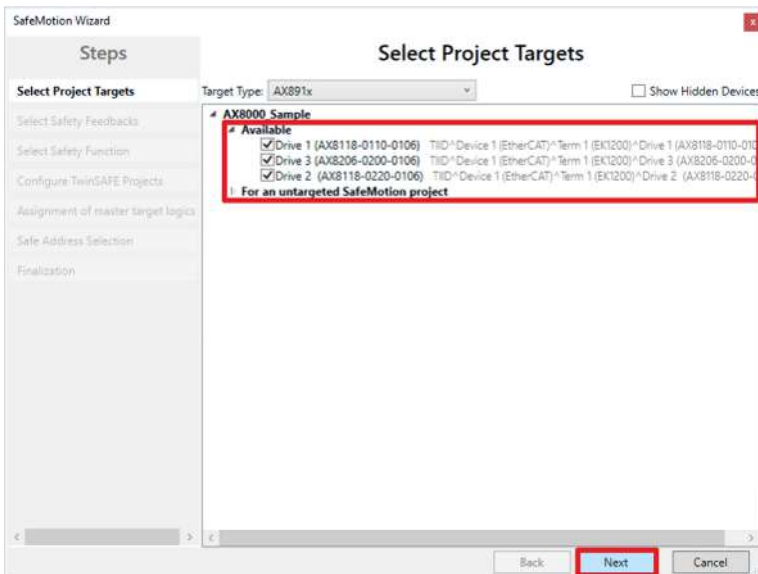 SafeMotion Wizard
x
Steps
Select Project Targets
Select Project Targets
Select Safety Feedbacks
Select Safety Function
Configure TwinSAFE Projects
Assignment of master target logics
Safe Address Selection
Finalization
Target Type: AX891x
Show Hidden Devices
AX8000_Sample
Available
Drive 1 (AX8118-0110-0106) TIID^Device 1 (EtherCAT)^Term 1 (EK1200)^Drive 1 (AX8118-0110-010
Drive 3 (AX8206-0200-0106) TIID^Device 1 (EtherCAT)^Term 1 (EK1200)^Drive 3 (AX8206-0200-0
Drive 2 (AX8118-0220-0106) TIID^Device 1 (EtherCAT)^Term 1 (EK1200)^Drive 2 (AX8118-0220-0
For an untargeted SafeMotion project
Back Next Cancel